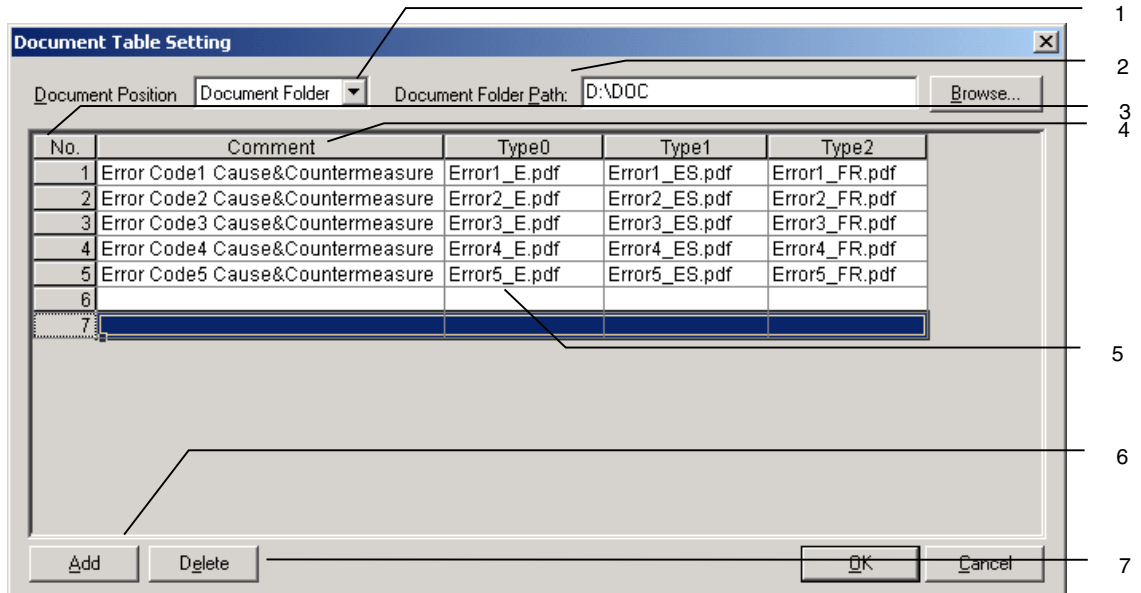 1
Document Table Setting
2
Document Position Document Folder Document Folder Path: D:\DOC Browse...
3
4
No. Comment Type0 Type1 Type2
1 Error Code1 Cause&Countermeasure Error1_E.pdf Error1_ES.pdf Error1_FR.pdf
2 Error Code2 Cause&Countermeasure Error2_E.pdf Error2_ES.pdf Error2_FR.pdf
3 Error Code3 Cause&Countermeasure Error3_E.pdf Error3_ES.pdf Error3_FR.pdf
4 Error Code4 Cause&Countermeasure Error4_E.pdf Error4_ES.pdf Error4_FR.pdf
5 Error Code5 Cause&Countermeasure Error5_E.pdf Error5_ES.pdf Error5_FR.pdf
6
7
5
6
Add Delete OK Cancel 7